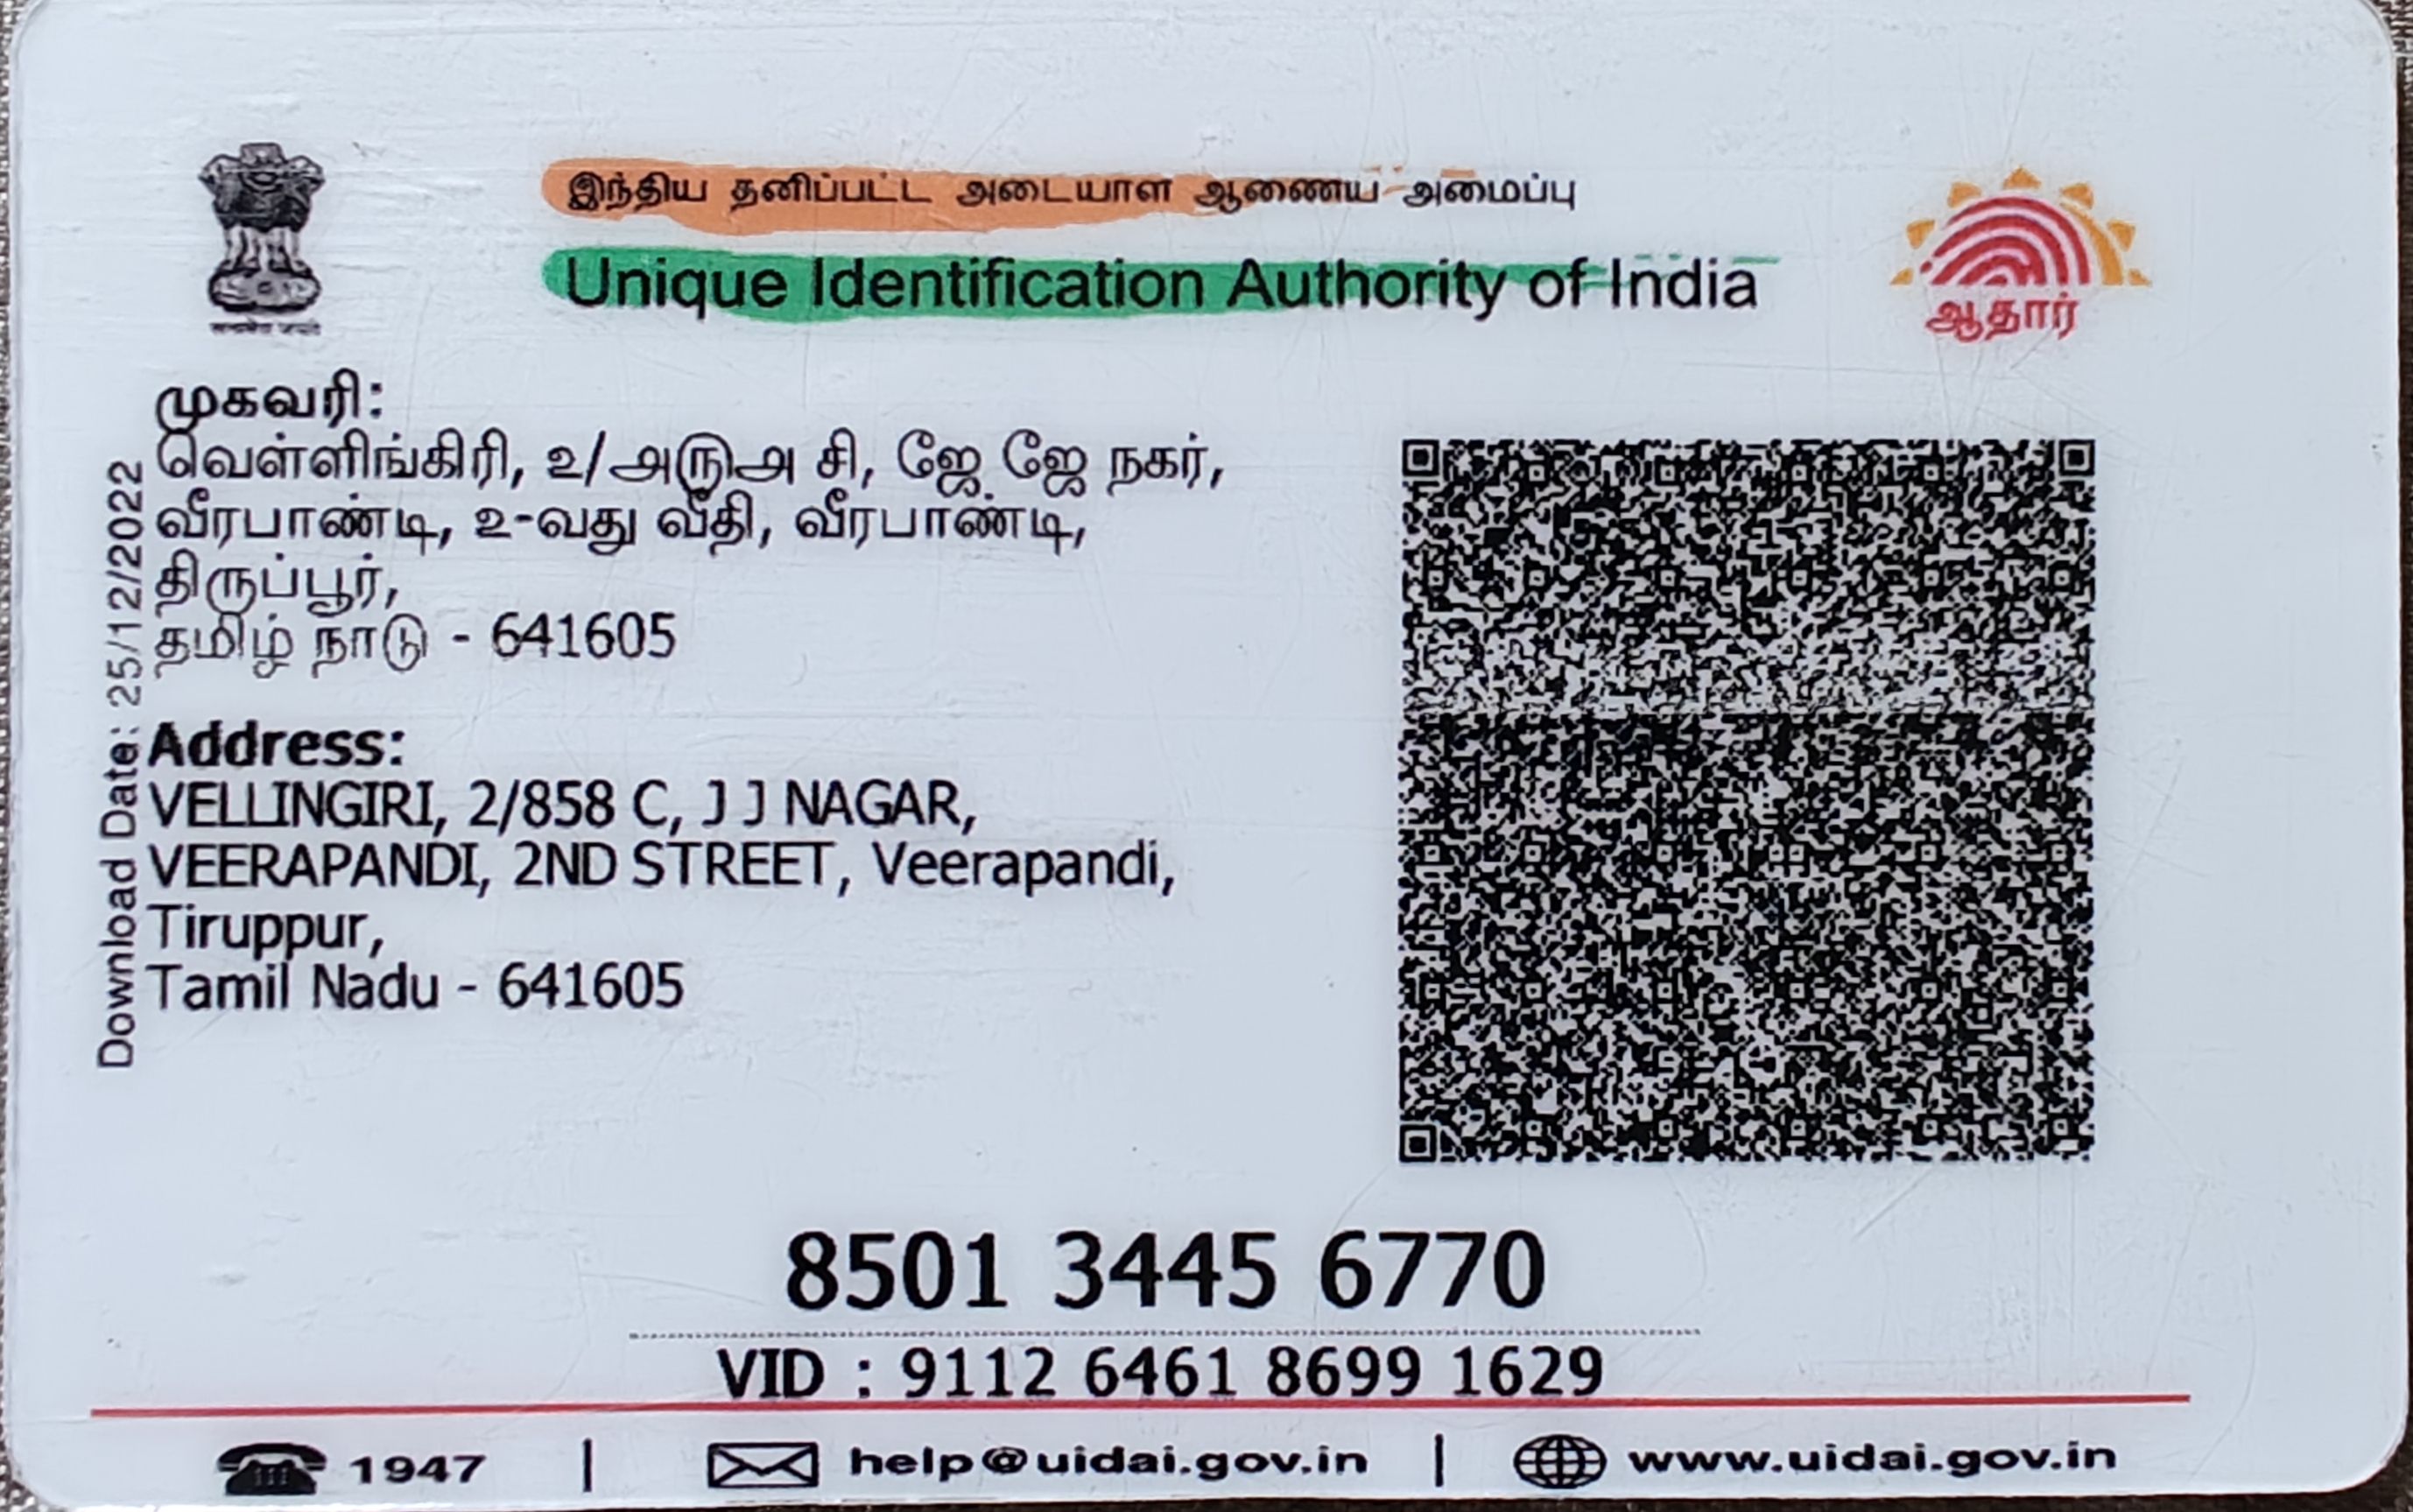 இந்திய தனிப்பட்ட அடையாள ஆணைய அமைப்பு
Unique Identification Authority of India
ஆதார்
முகவரி:
வெள்ளிங்கிரி, உ/அருஅ சி, ஜே ஜே நகர்,
வீரபாண்டி, உ-வது வீதி, வீரபாண்டி,
திருப்பூர்,
தமிழ் நாடு - 641605
Address:
VELLINGIRI, 2/858 C, J J NAGAR,
VEERAPANDI, 2ND STREET, Veerapandi,
Tiruppur,
Tamil Nadu - 641605
Download Date: 25/12/2022
8501 3445 6770
VID : 9112 6461 8699 1629
1947 | help@uidai.gov.in | www.uidai.gov.in